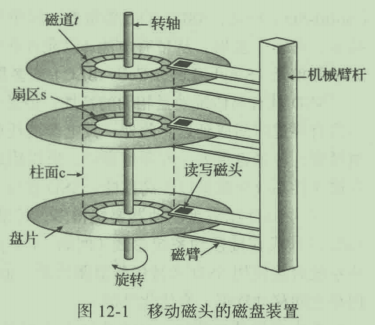 磁道t
转轴
机械臂杆
扇区s
柱面c
读写磁头
盘片
磁臂
旋转
图 12-1 移动磁头的磁盘装置